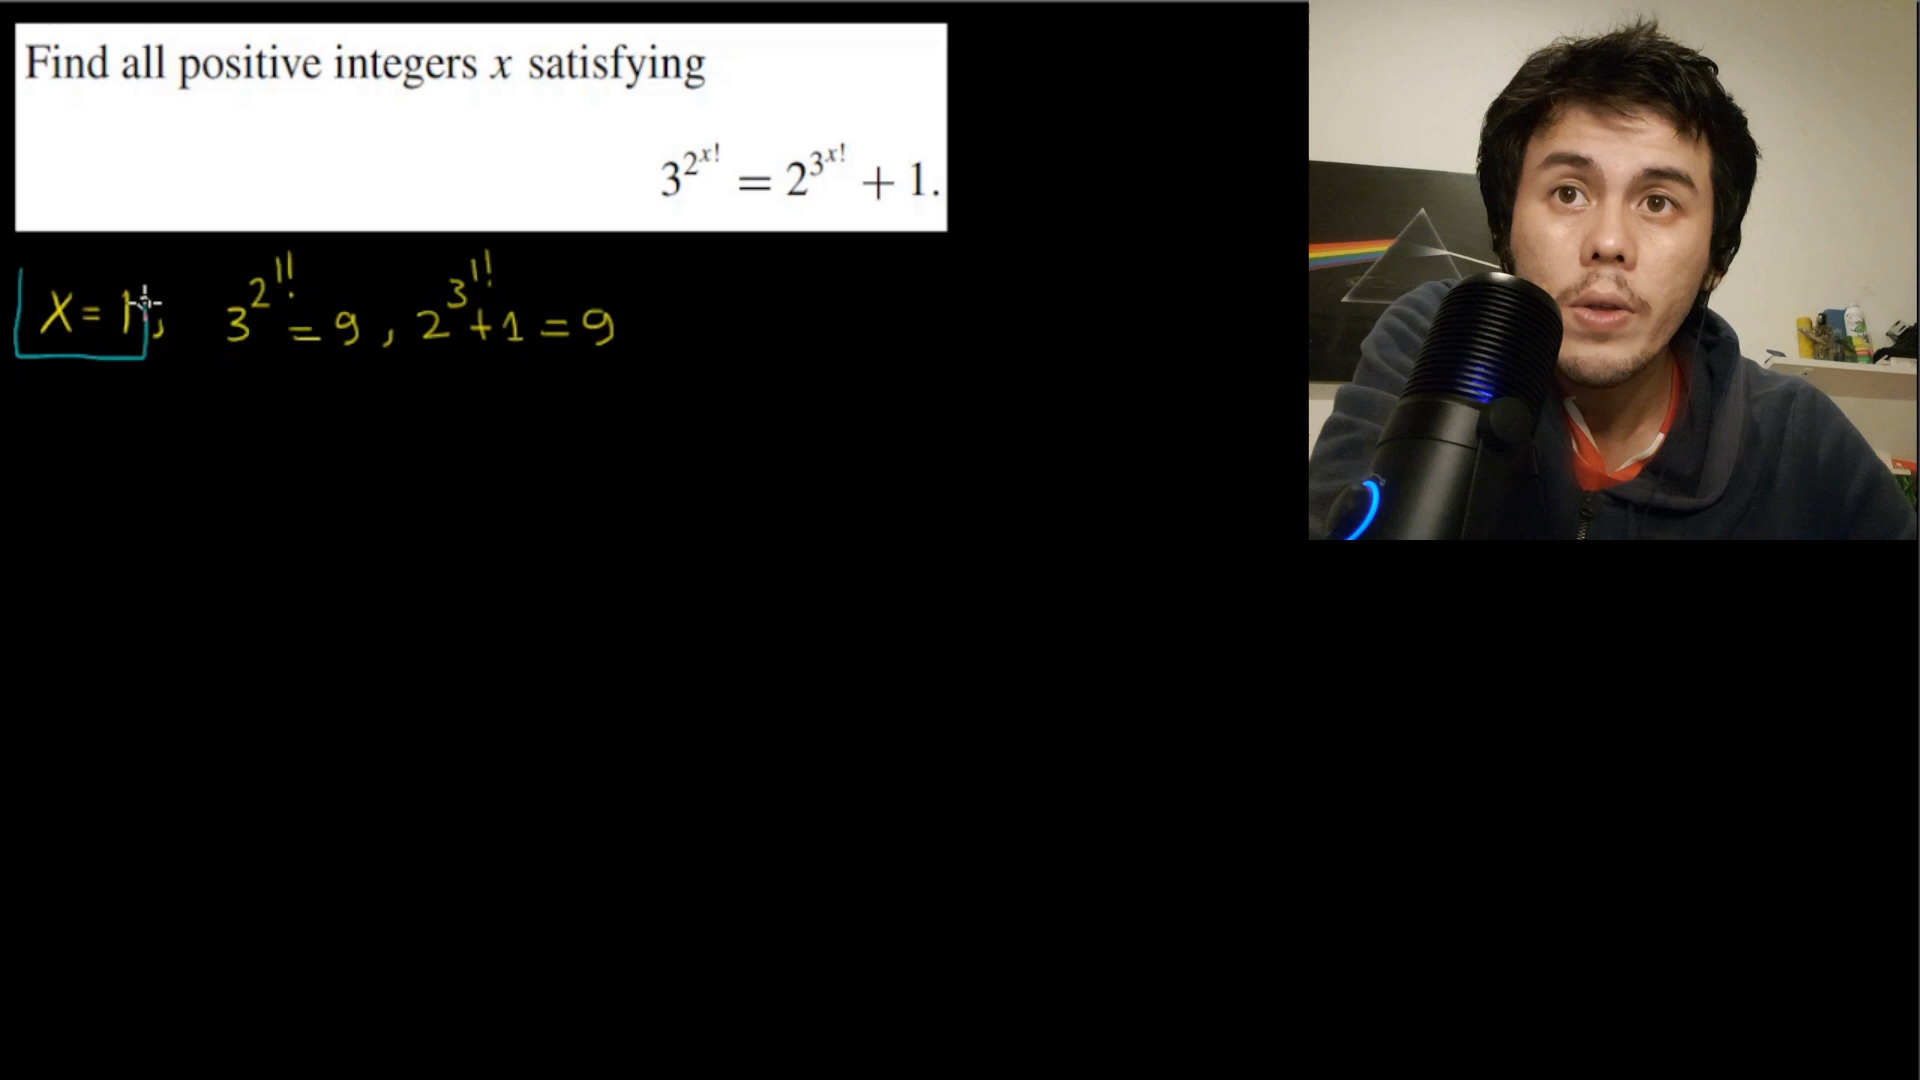 Find all positive integers x satisfying
3^{2^{x!}} = 2^{3^{x!}} + 1.
x = 1; 3^{2^{1!}} = 9, 2^{3^{1!}} + 1 = 9